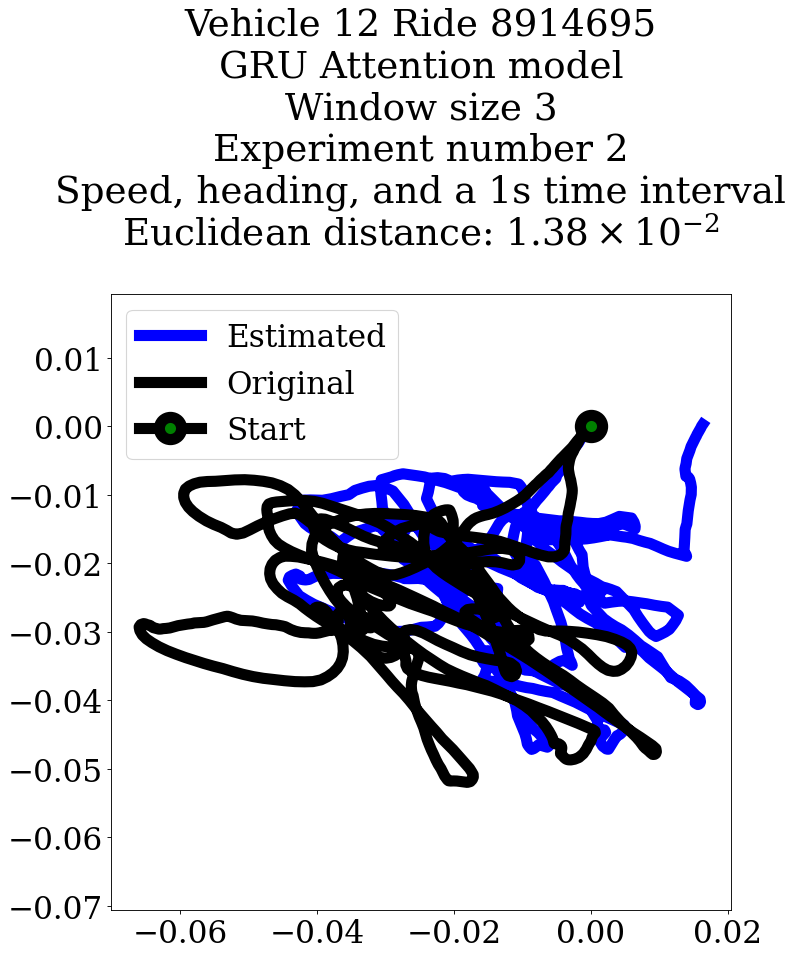 Vehicle 12 Ride 8914695
GRU Attention model
Window size 3
Experiment number 2
Speed, heading, and a 1s time interval
Euclidean distance: 1.38 × 10⁻²
Estimated
Original
Start
0.01
0.00
−0.01
−0.02
−0.03
−0.04
−0.05
−0.06
−0.07
−0.06 −0.04 −0.02 0.00 0.02